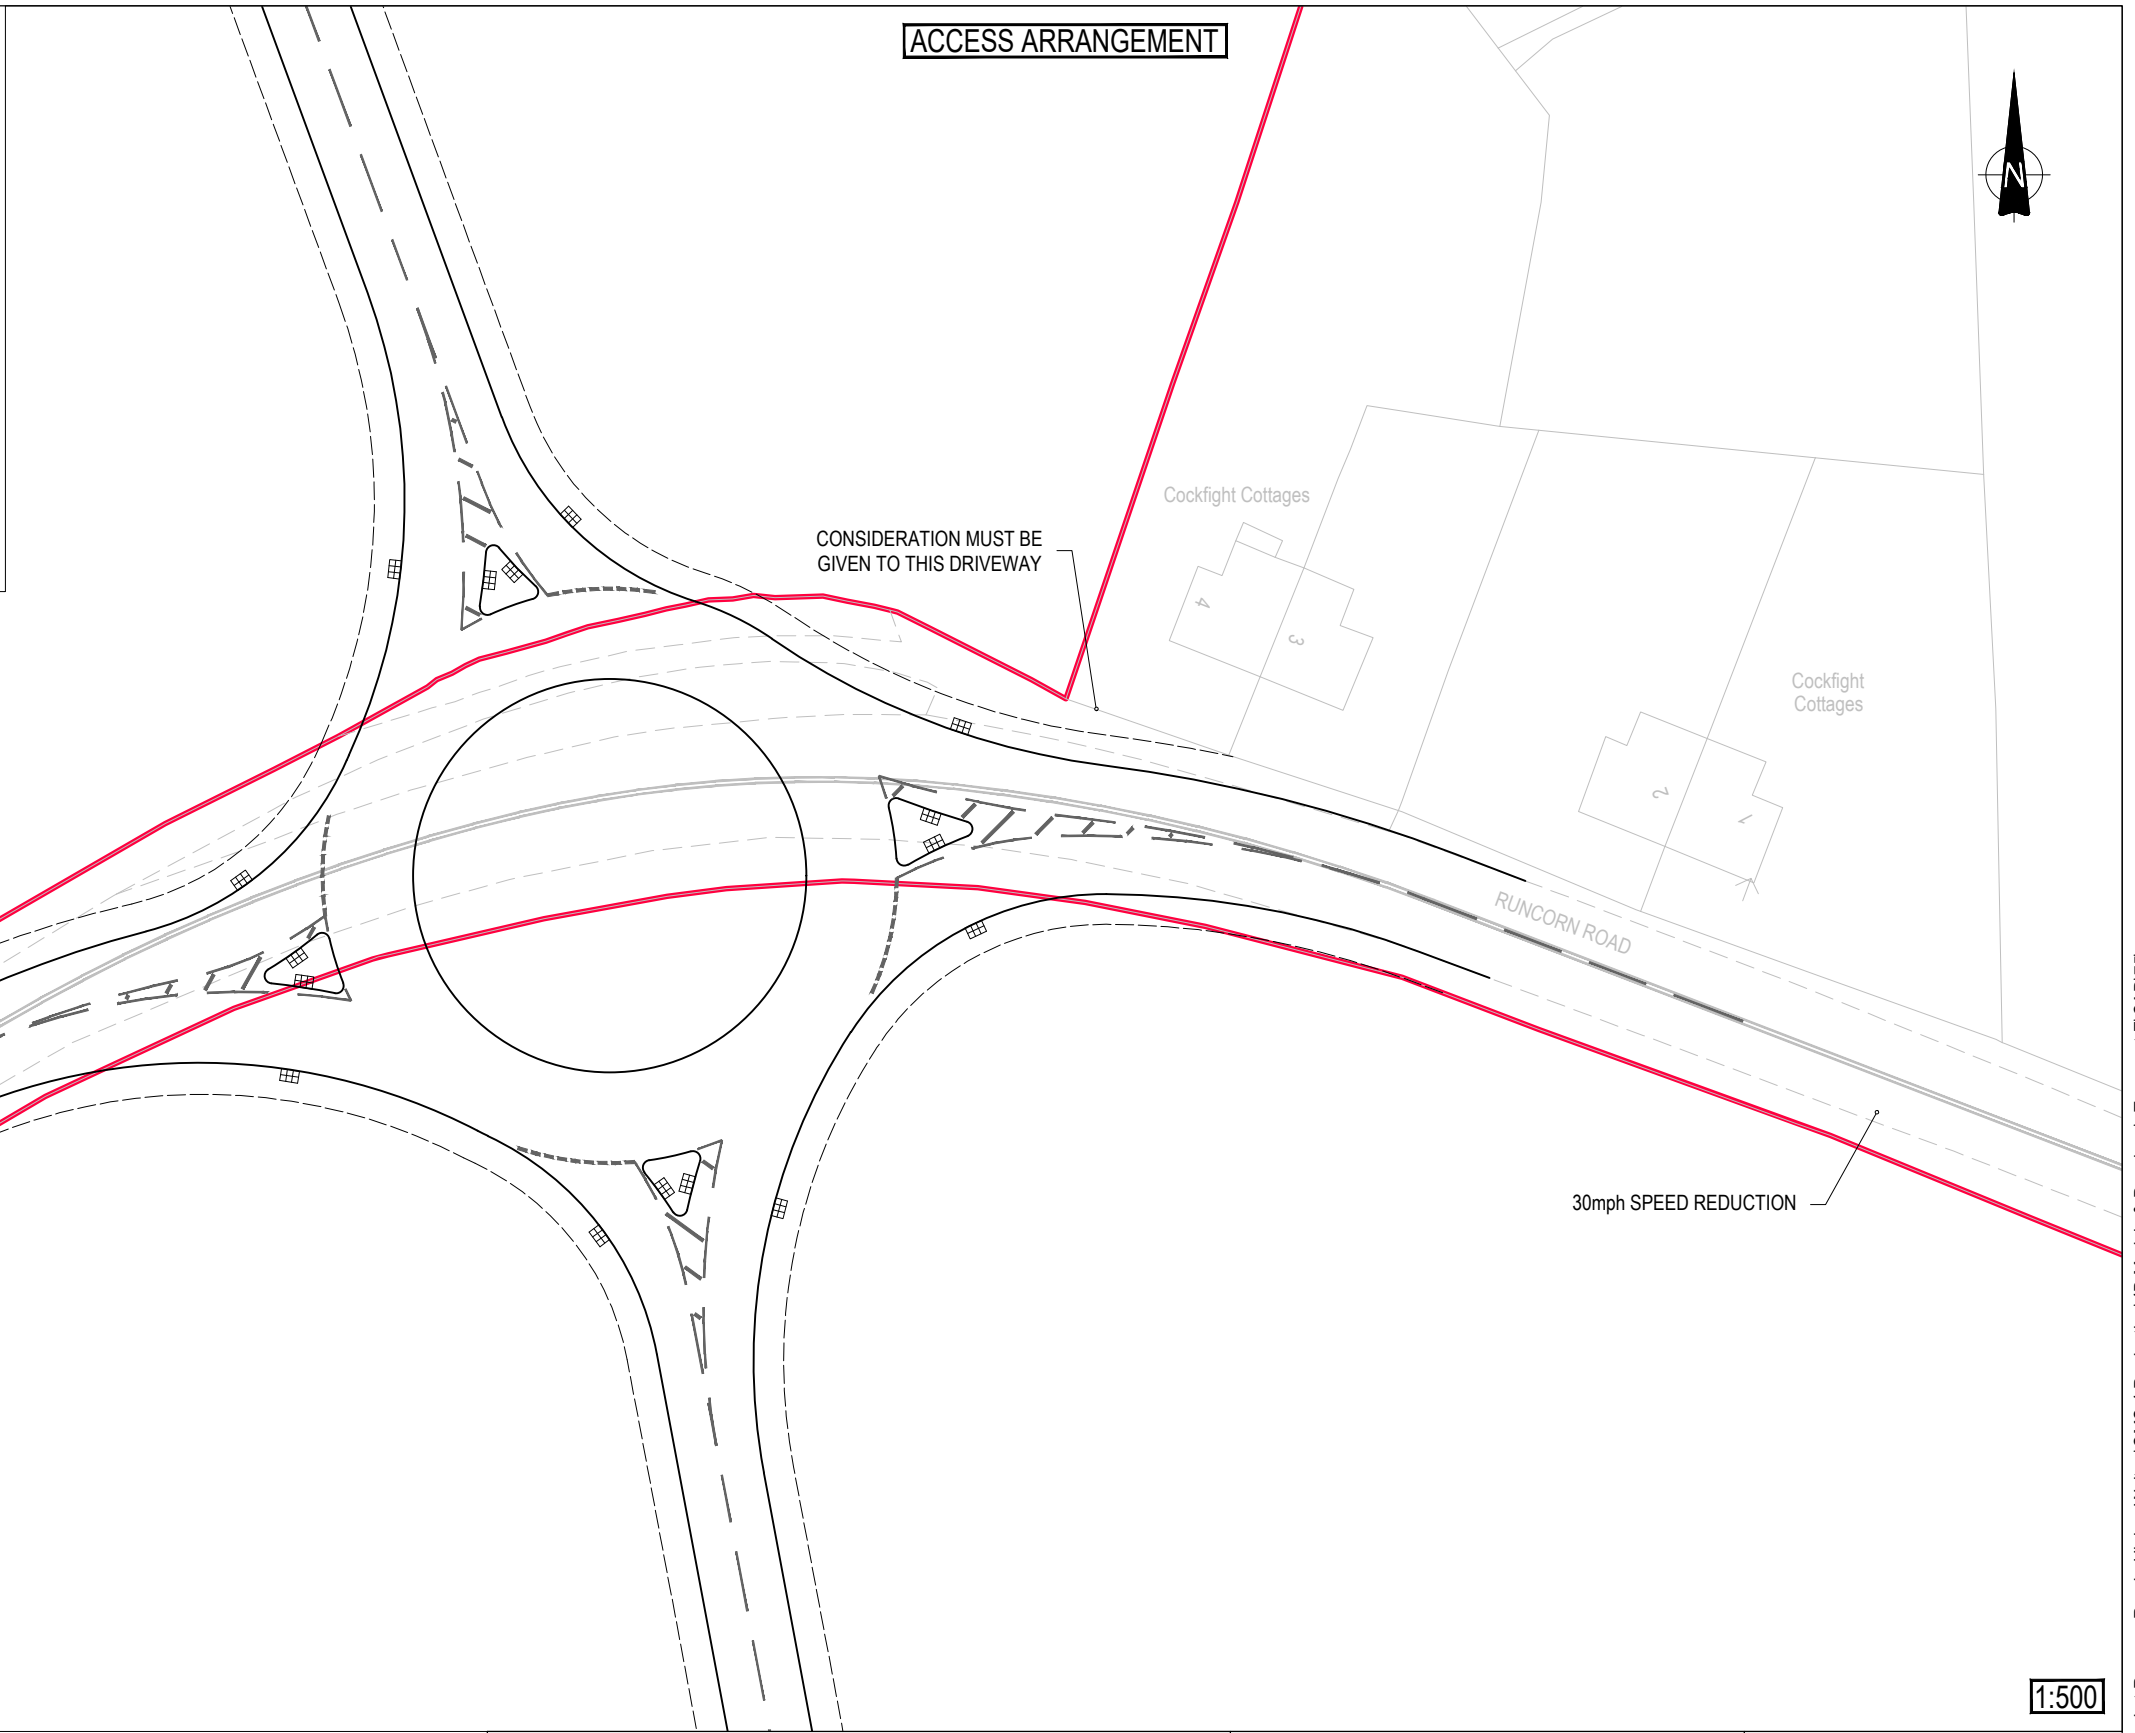 ACCESS ARRANGEMENT
N
Cockfight Cottages
CONSIDERATION MUST BE
GIVEN TO THIS DRIVEWAY
4
3
Cockfight
Cottages
2
1
RUNCORN ROAD
30mph SPEED REDUCTION
1:500